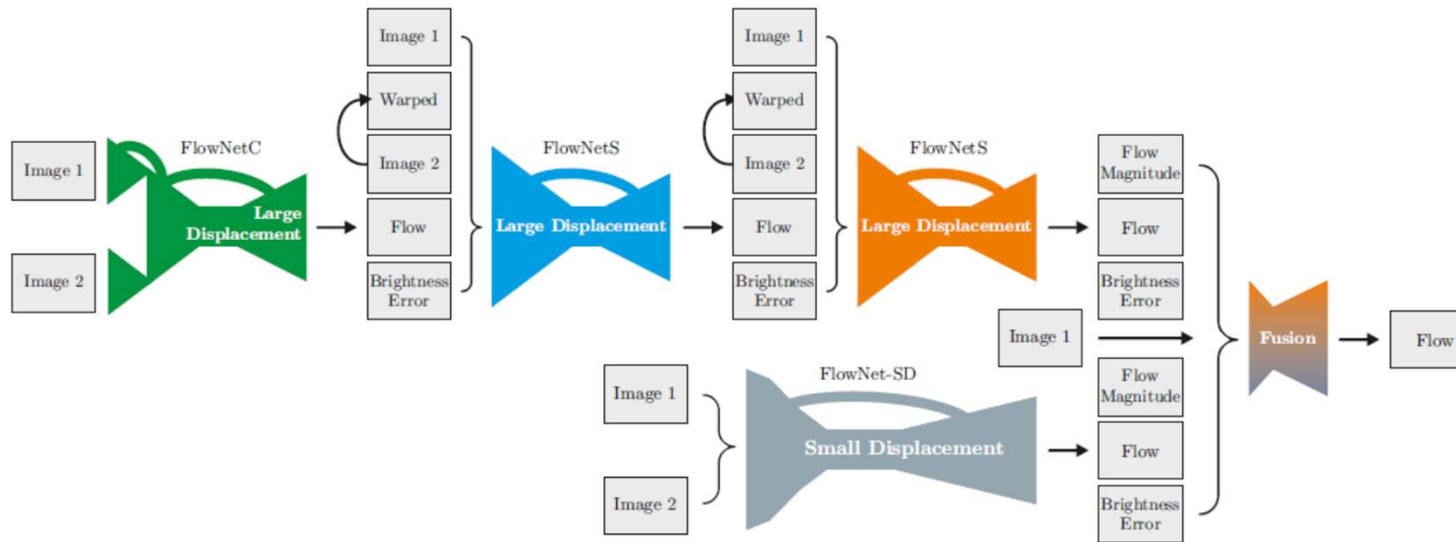 Image 1
Image 2
FlowNetC
Large
Displacement
Image 1
Warped
Image 2
Flow
Brightness
Error
FlowNetS
Large Displacement
Image 1
Warped
Image 2
Flow
Brightness
Error
FlowNetS
Large Displacement
Flow
Magnitude
Flow
Brightness
Error
Image 1
Image 1
Image 2
FlowNet-SD
Small Displacement
Flow
Magnitude
Flow
Brightness
Error
Fusion
Flow